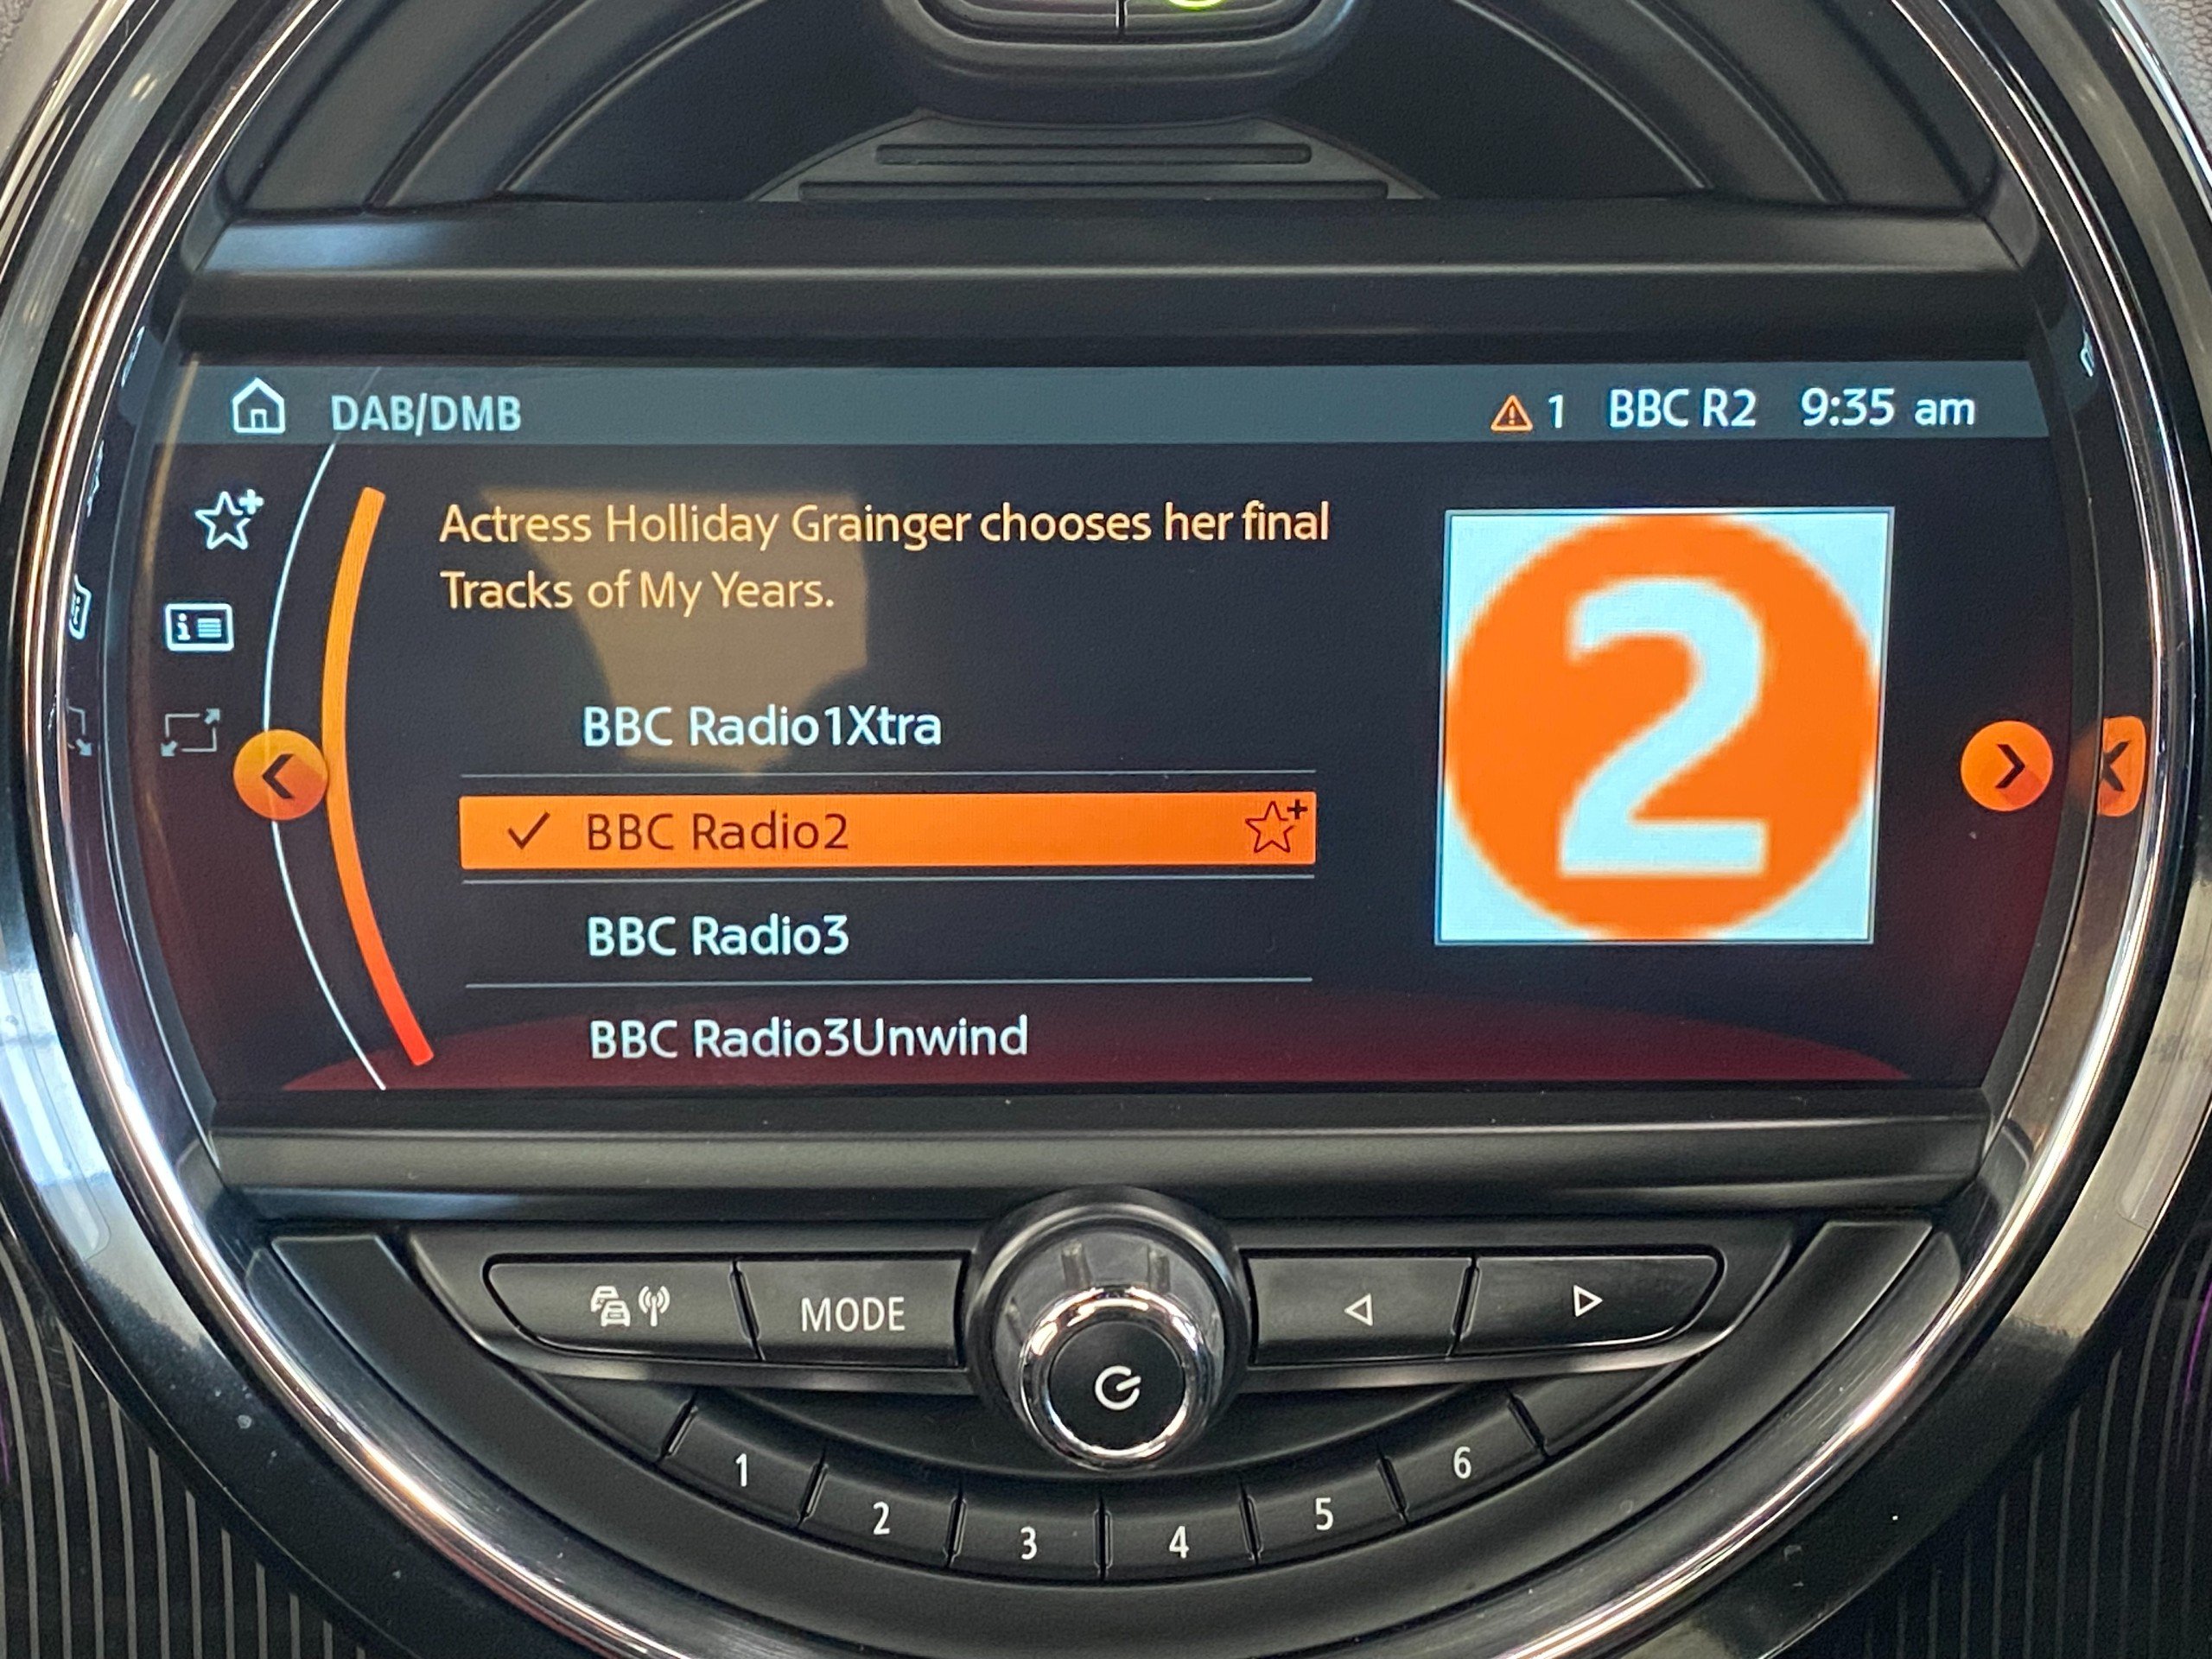 DAB/DMB
1 BBC R2 9:35 am
Actress Holliday Grainger chooses her final
Tracks of My Years.
BBC Radio1Xtra
BBC Radio2
BBC Radio3
BBC Radio3Unwind
2
MODE
1
2
3
4
5
6